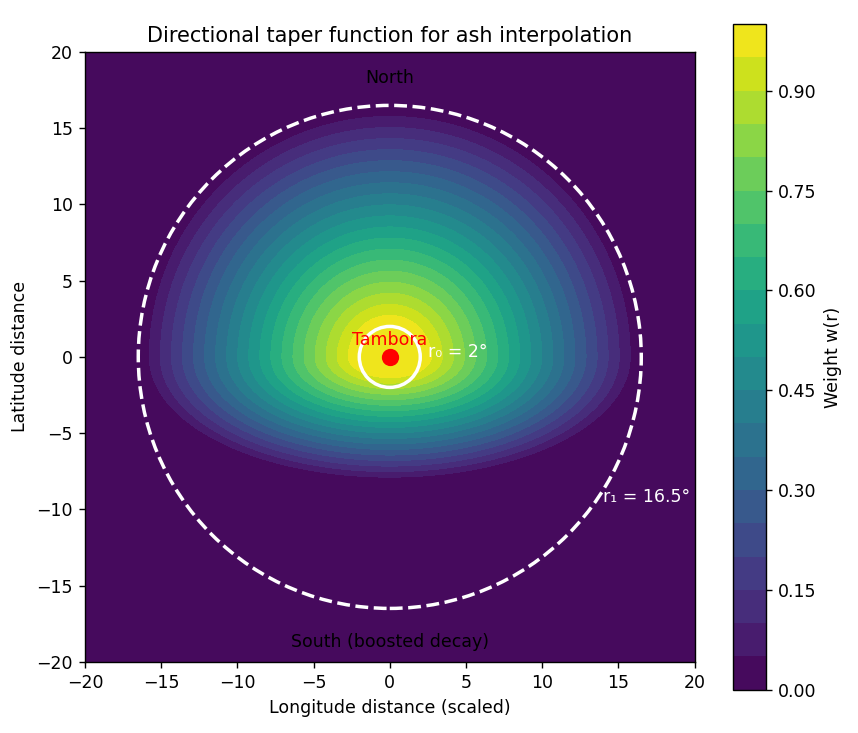 Directional taper function for ash interpolation
20
15
10
5
0
−5
−10
−15
−20
Latitude distance
North
Tambora
r₀ = 2°
r₁ = 16.5°
South (boosted decay)
−20
−15
−10
−5
0
5
10
15
20
Longitude distance (scaled)
0.90
0.75
0.60
0.45
0.30
0.15
0.00
Weight w(r)